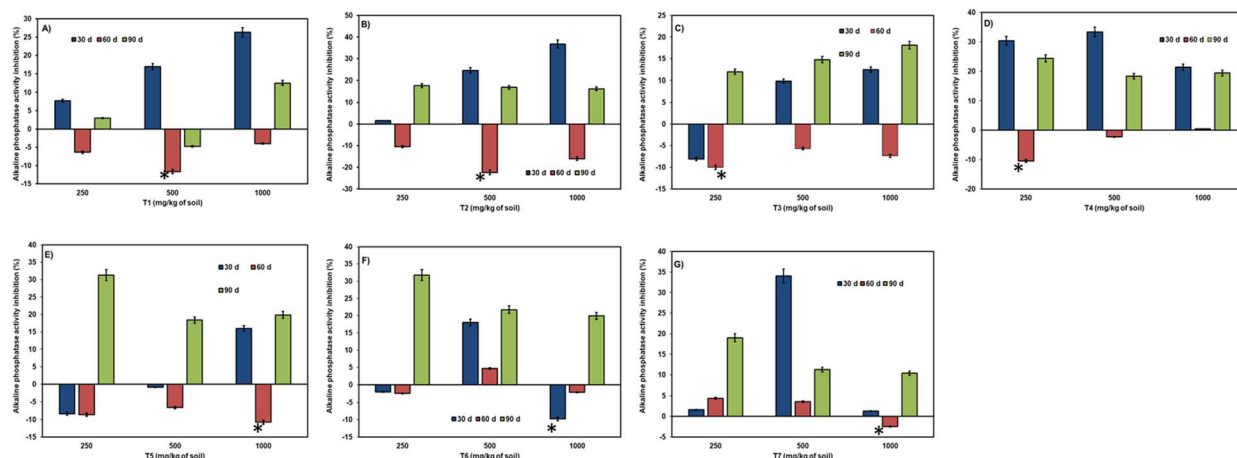 A)
30 d 60 d 90 d
Alkaline phosphatase activity inhibition (%)
30
25
20
15
10
5
0
-5
-10
-15
*
250 500 1000
T1 (mg/kg of soil)
B)
Alkaline phosphatase activity inhibition (%)
50
40
30
20
10
0
-10
-20
-30
*
30 d 60 d 90 d
250 500 1000
T2 (mg/kg of soil)
C)
30 d 60 d
90 d
Alkaline phosphatase activity inhibition (%)
25
20
15
10
5
0
-5
-10
-15
*
250 500 1000
T3 (mg/kg of soil)
D)
30 d 60 d 90 d
Alkaline phosphatase activity inhibition (%)
40
30
20
10
0
-10
-20
*
250 500 1000
T4 (mg/kg of soil)
E)
30 d 60 d
90 d
Alkaline phosphatase activity inhibition (%)
40
35
30
25
20
15
10
5
0
-5
-10
-15
*
250 500 1000
T5 (mg/kg of soil)
F)
Alkaline phosphatase activity inhibition (%)
40
35
30
25
20
15
10
5
0
-5
-10
-15
30 d 60 d 90 d
*
250 500 1000
T6 (mg/kg of soil)
G)
30 d 60 d 90 d
Alkaline phosphatase activity inhibition (%)
40
35
30
25
20
15
10
5
0
-5
*
250 500 1000
T7 (mg/kg of soil)